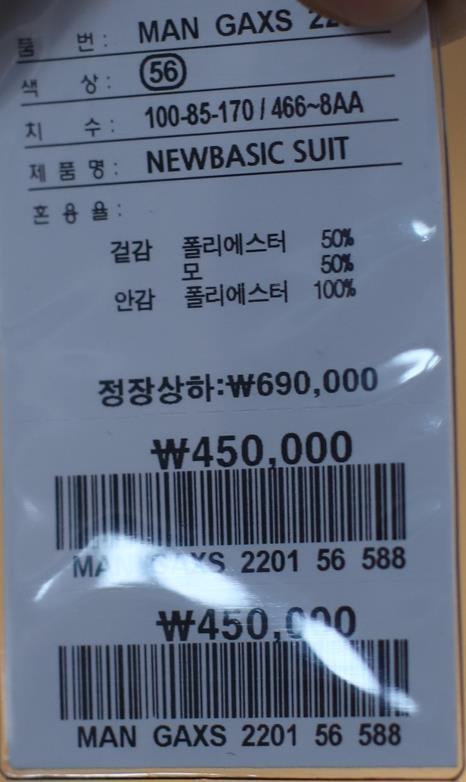 품 번 : MAN GAXS
색 상 : 56
치 수 : 100-85-170 / 466~8AA
제 품 명 : NEWBASIC SUIT
혼 용 율 :
겉감 폴리에스터 50%
모 50%
안감 폴리에스터 100%
정장상하:₩690,000
₩450,000
MAN GAXS 2201 56 588
₩450,000
MAN GAXS 2201 56 588